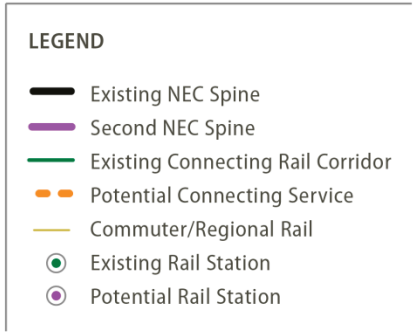 LEGEND
Existing NEC Spine
Second NEC Spine
Existing Connecting Rail Corridor
Potential Connecting Service
Commuter/Regional Rail
Existing Rail Station
Potential Rail Station